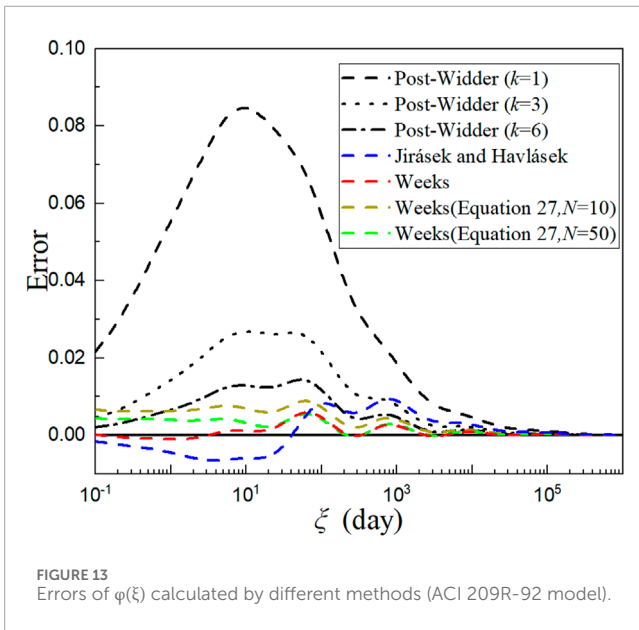 0.10
0.08
0.06
0.04
0.02
0.00
Error
Post-Widder (k=1)
Post-Widder (k=3)
Post-Widder (k=6)
Jirásek and Havlásek
Weeks
Weeks(Equation 27,N=10)
Weeks(Equation 27,N=50)
10⁻¹ 10¹ 10³ 10⁵
ξ (day)
FIGURE 13
Errors of φ(ξ) calculated by different methods (ACI 209R-92 model).